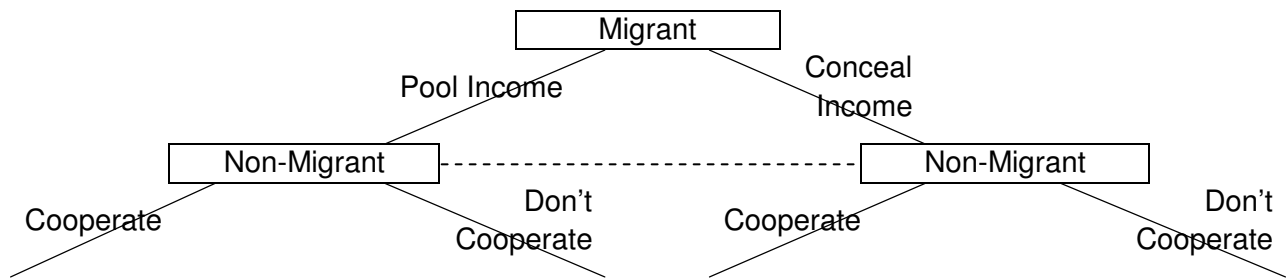 Migrant
Pool Income
Conceal
Income
Non-Migrant
Non-Migrant
Cooperate
Don't
Cooperate
Cooperate
Don't
Cooperate